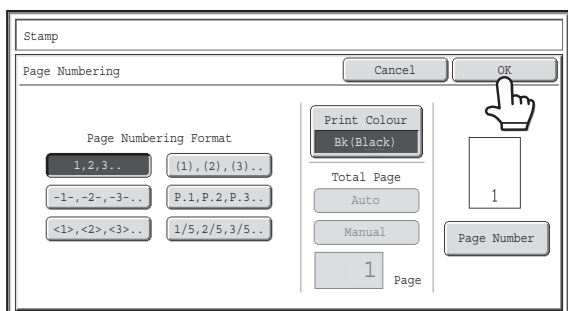 Stamp
Page Numbering
Cancel
OK
Page Numbering Format
1,2,3..
(1),(2),(3)..
-1-,-2-,-3-..
P.1,P.2,P.3..
<1>,<2>,<3>..
1/5,2/5,3/5..
Print Colour
Bk(Black)
Total Page
Auto
Manual
1 Page
1
Page Number